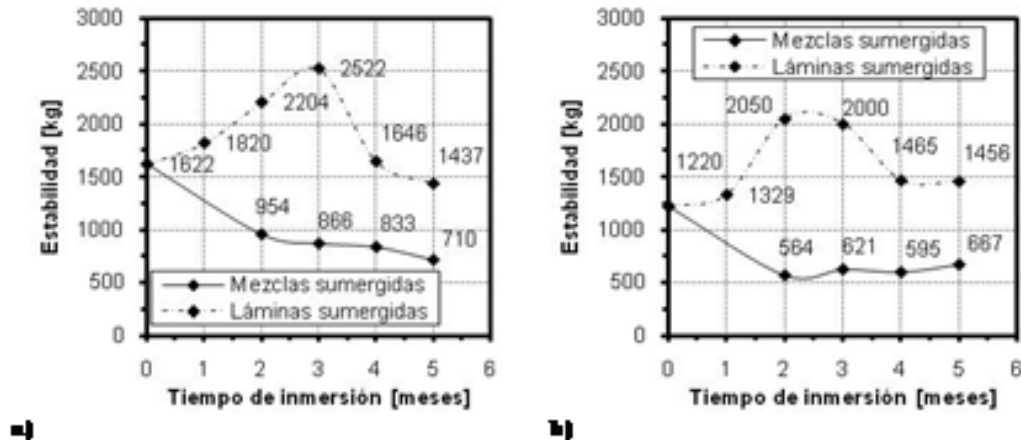 3000
2500
2000
1500
1000
500
0
Estabilidad [kg]
2522
2204
1820
1622
1646
1437
954
866
833
710
Mezclas sumergidas
Láminas sumergidas
0 1 2 3 4 5 6
Tiempo de inmersión [meses]
a)
3000
2500
2000
1500
1000
500
0
Estabilidad [kg]
Mezclas sumergidas
Láminas sumergidas
2050
2000
1220
1329
1465
1456
564
621
595
667
0 1 2 3 4 5 6
Tiempo de inmersión [meses]
b)